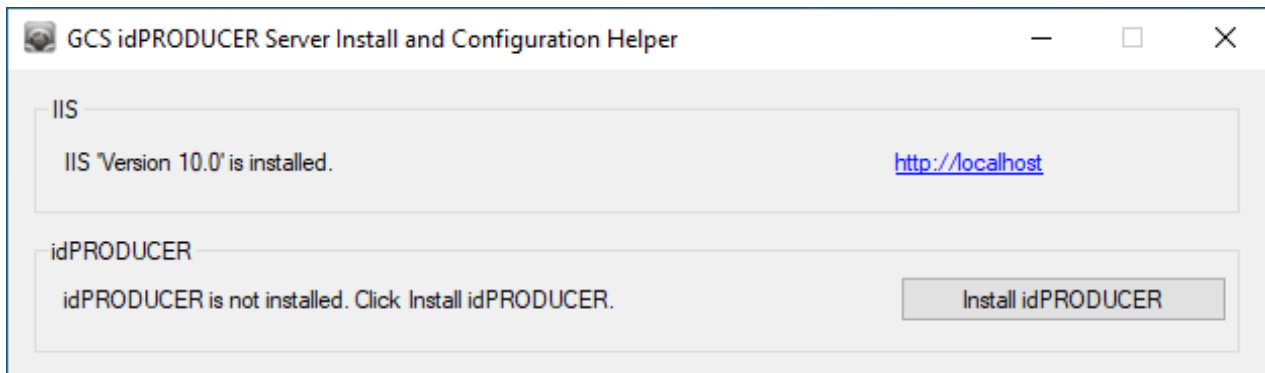 GCS idPRODUCER Server Install and Configuration Helper
IIS
IIS 'Version 10.0' is installed.
http://localhost
idPRODUCER
idPRODUCER is not installed. Click Install idPRODUCER.
Install idPRODUCER